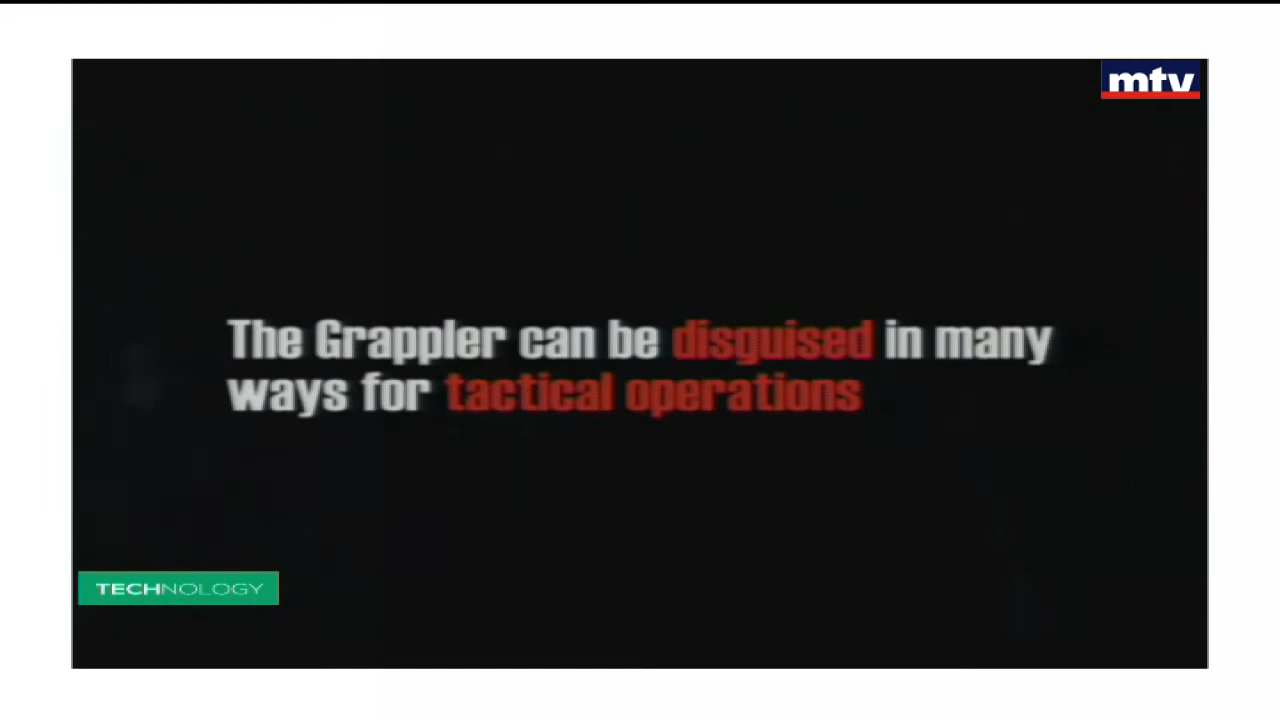 mtv
The Grappler can be disguised in many
ways for tactical operations
TECHNOLOGY